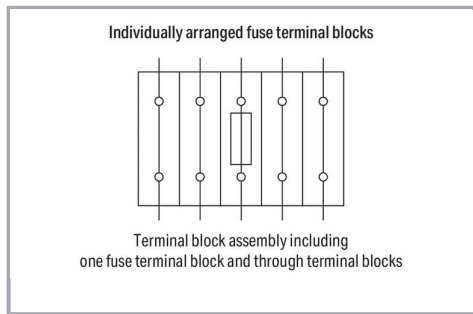 Individually arranged fuse terminal blocks
Terminal block assembly including
one fuse terminal block and through terminal blocks